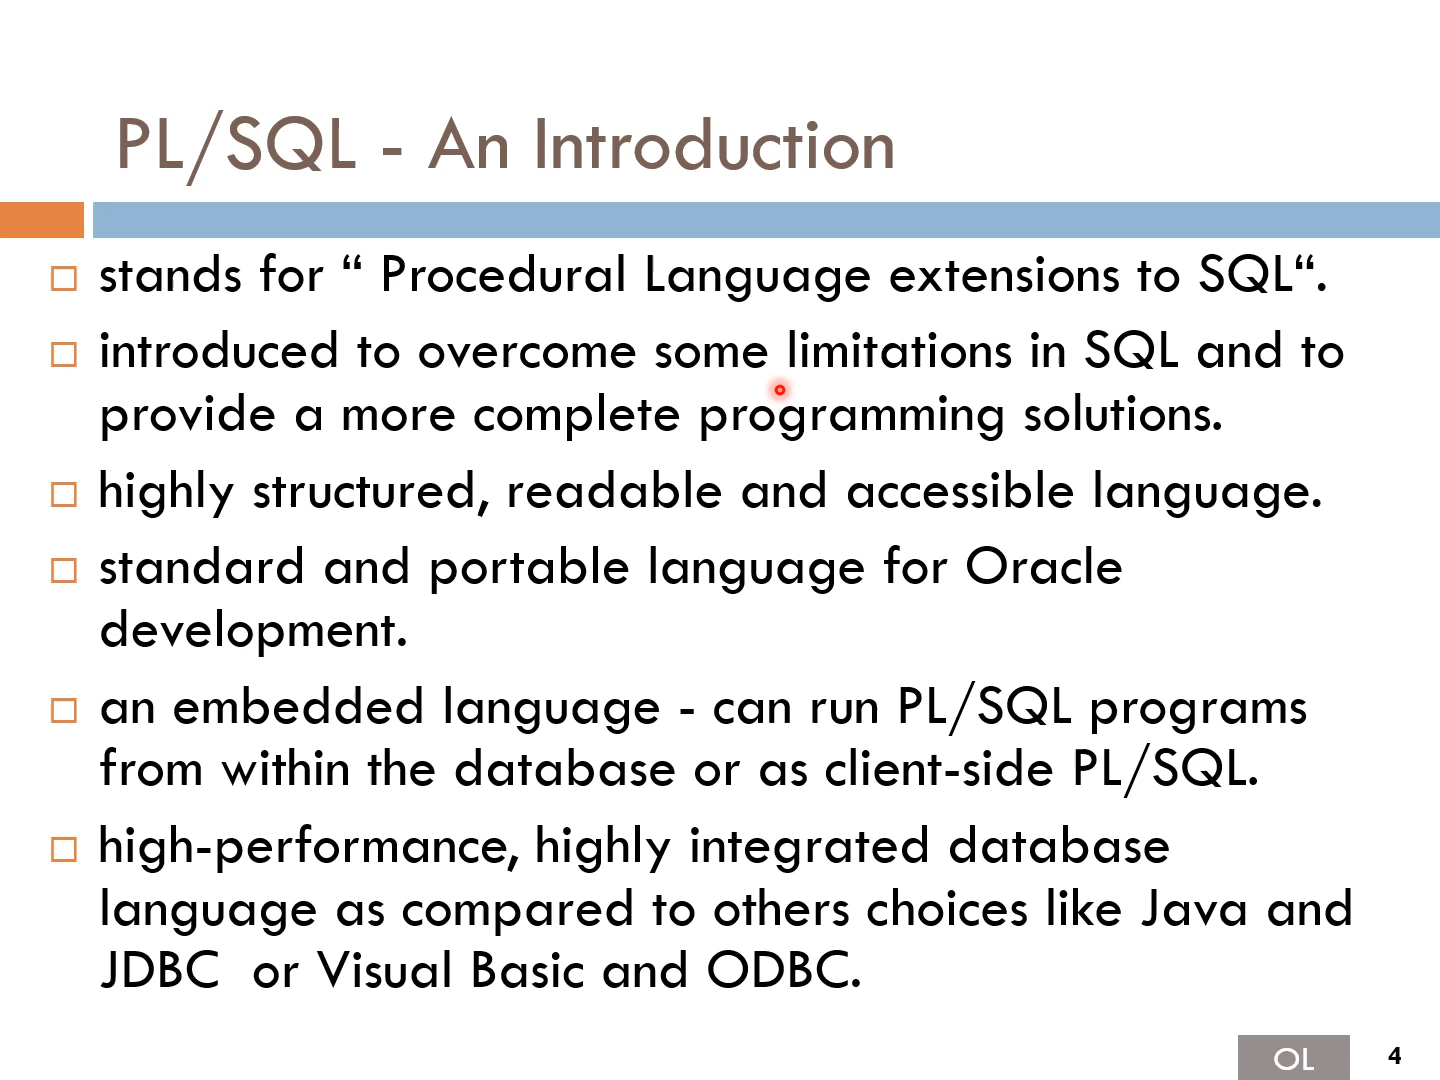 PL/SQL - An Introduction
stands for “ Procedural Language extensions to SQL“.
introduced to overcome some limitations in SQL and to
provide a more complete programming solutions.
highly structured, readable and accessible language.
standard and portable language for Oracle
development.
an embedded language - can run PL/SQL programs
from within the database or as client-side PL/SQL.
high-performance, highly integrated database
language as compared to others choices like Java and
JDBC  or Visual Basic and ODBC.
OL 4